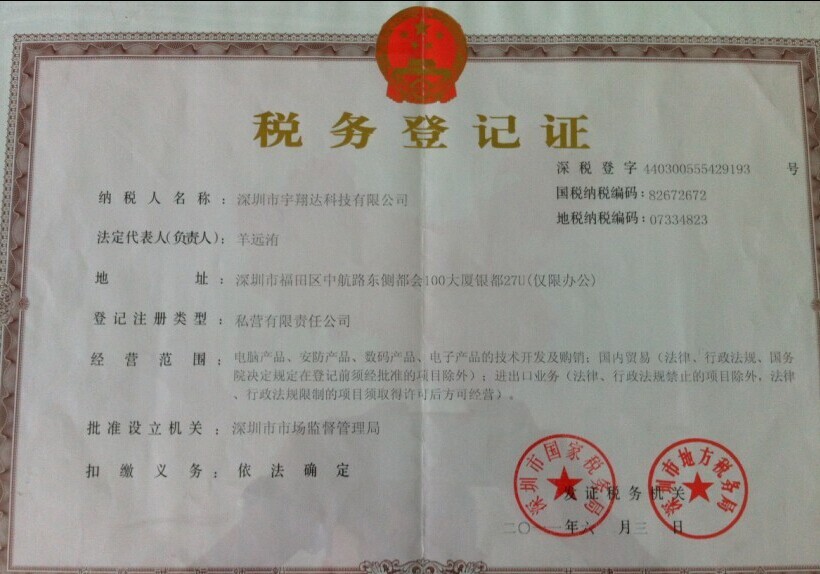 税务登记证
深税登字 440300555429193 号
国税纳税编码：82672672
地税纳税编码：07334823
纳税人名称：深圳市宇翔达科技有限公司
法定代表人(负责人)：羊远洧
地址：深圳市福田区中航路东侧都会100大厦银都27U(仅限办公)
登记注册类型：私营有限责任公司
经营范围：电脑产品、安防产品、数码产品、电子产品的技术开发及购销；国内贸易（法律、行政法规、国务
院决定规定在登记前须经批准的项目除外）；进出口业务（法律、行政法规禁止的项目除外，法律
、行政法规限制的项目须取得许可后方可经营）。
批准设立机关：深圳市市场监督管理局
扣缴义务：依法确定
深圳市国家税务局
深圳市地方税务局
发证税务机关
二〇一一年六月三日